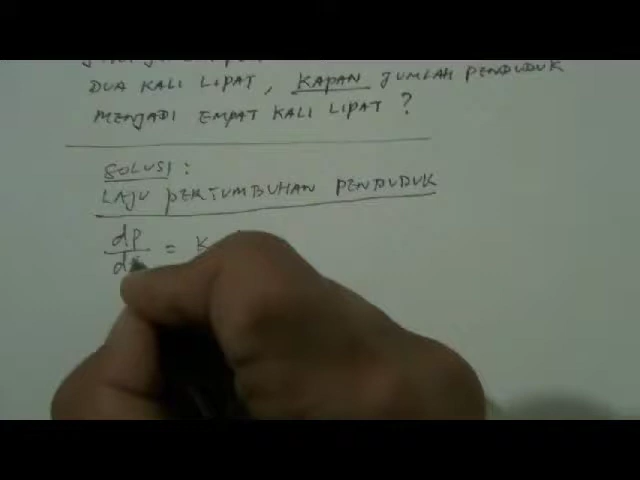 DUA KALI LIPAT, KAPAN JUMLAH PENDUDUK
MENJADI EMPAT KALI LIPAT?
SOLUSI:
LAJU PERTUMBUHAN PENDUDUK
dP
= K